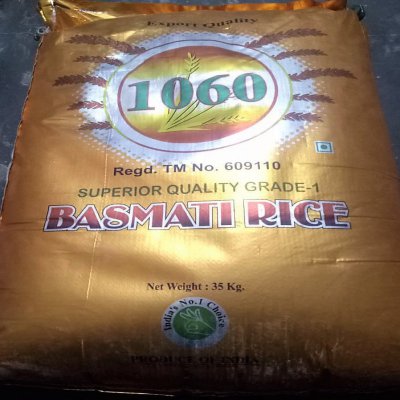 Export Quality
1060
Regd. TM No. 609110
SUPERIOR QUALITY GRADE-1
BASMATI RICE
Net Weight : 35 Kg.
India's No.1 Choice
PRODUCE OF INDIA